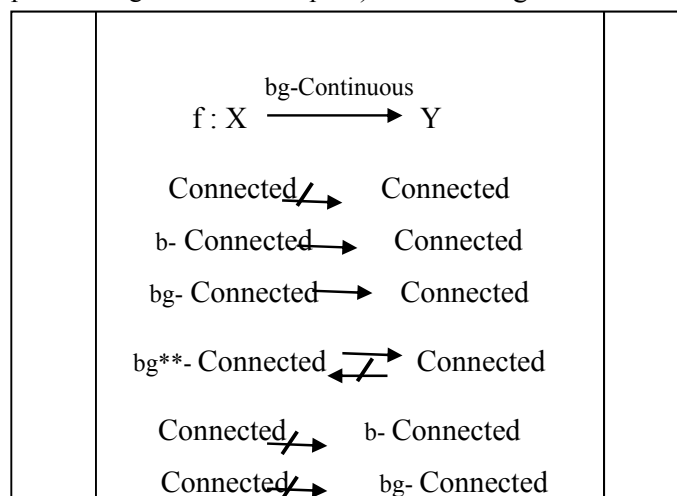 bg-Continuous
f : X Y
Connected Connected
b- Connected Connected
bg- Connected Connected
bg**- Connected Connected
Connected b- Connected
Connected bg- Connected